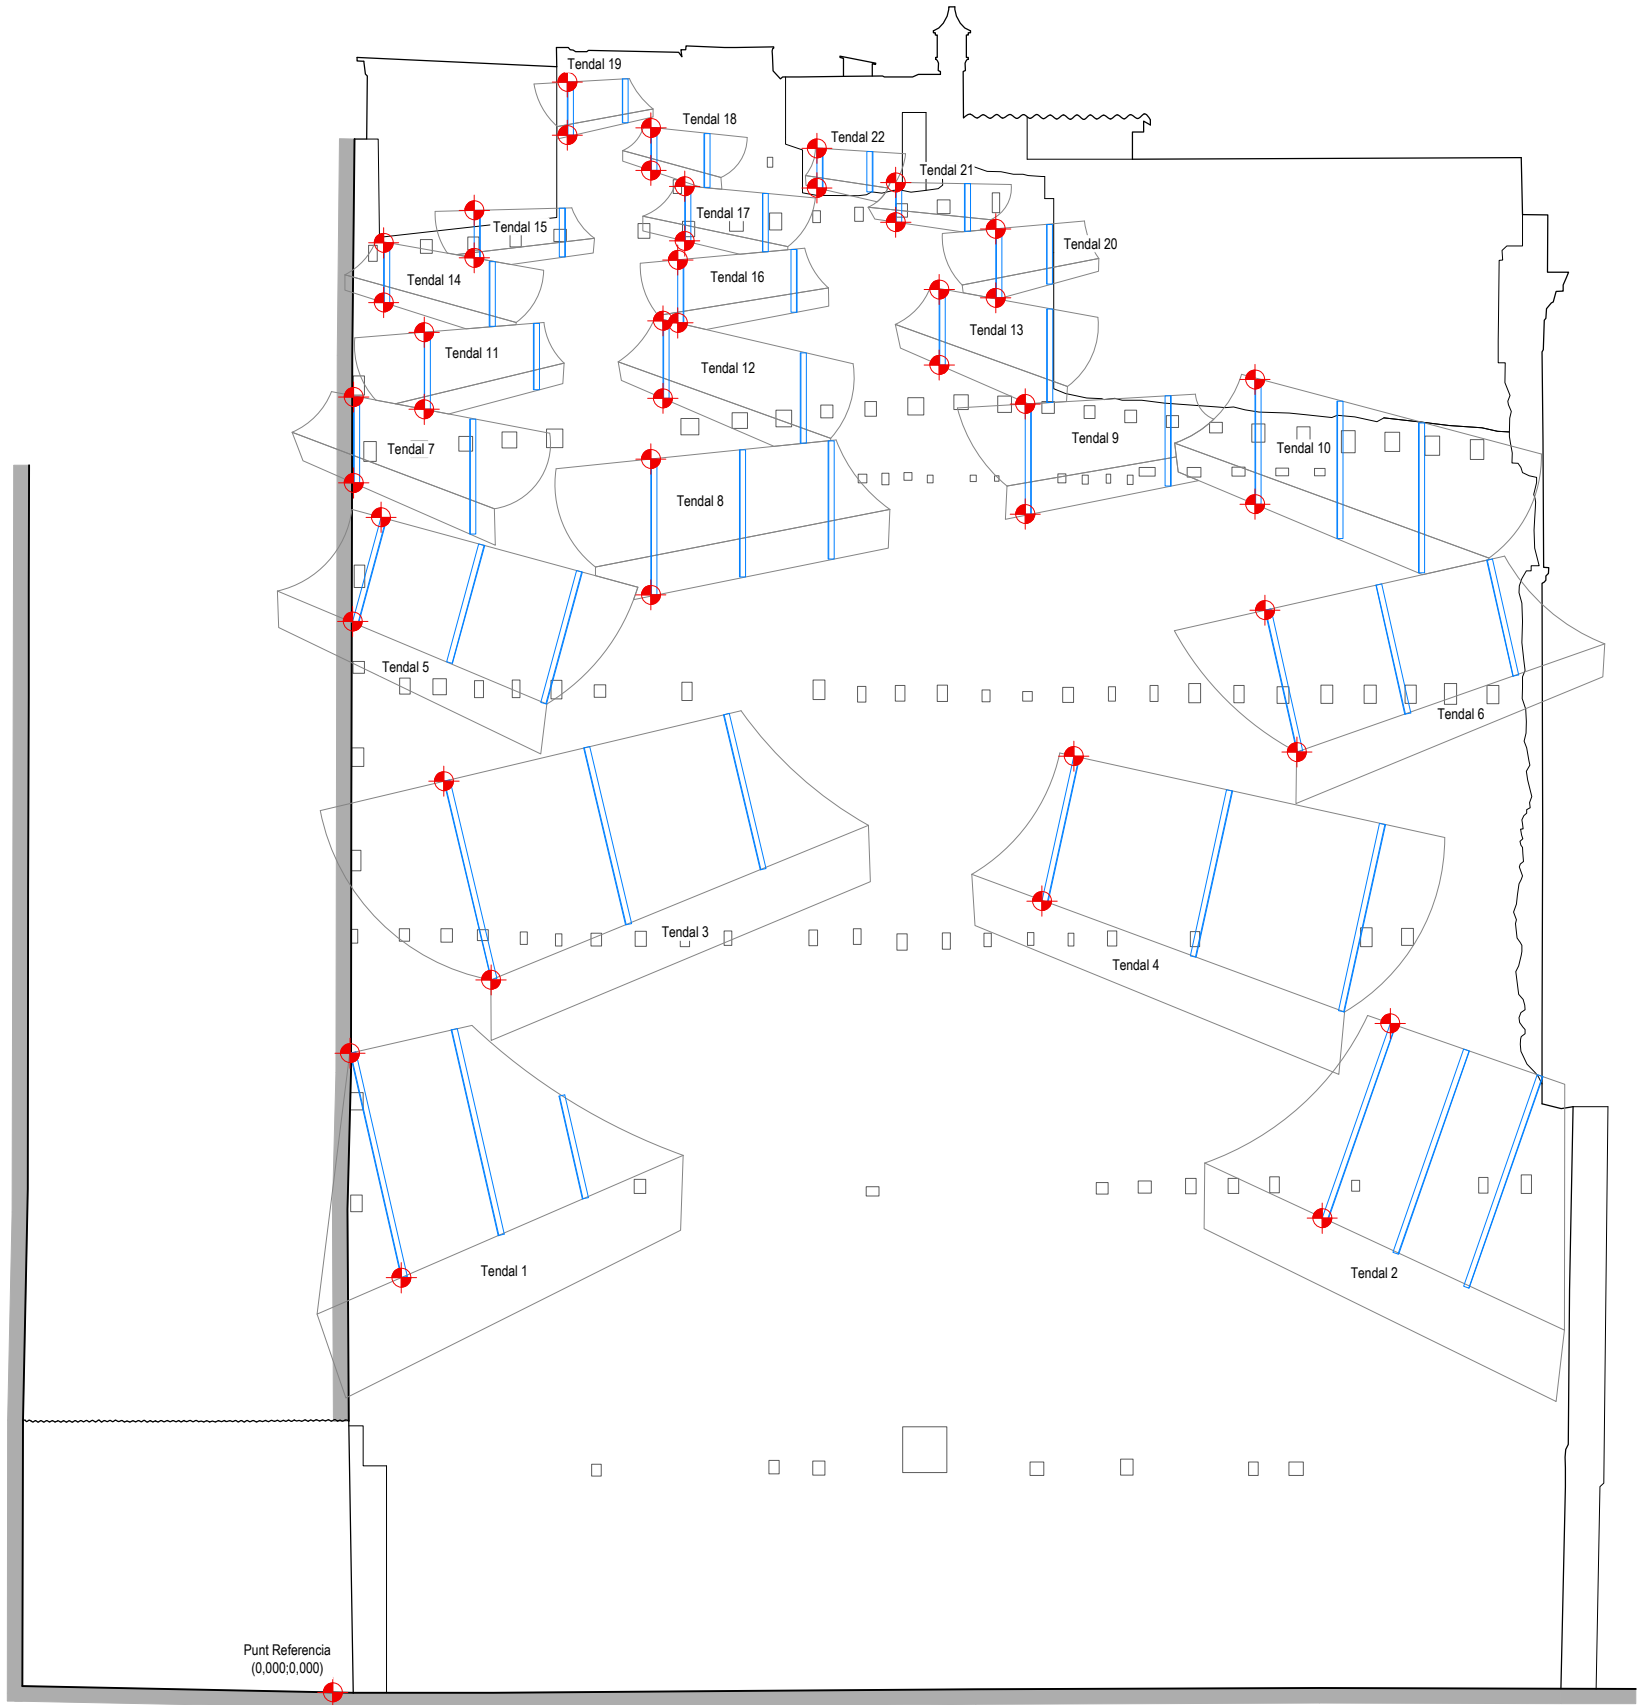 Tendal 19
Tendal 18
Tendal 22
Tendal 21
Tendal 17
Tendal 15
Tendal 20
Tendal 14
Tendal 16
Tendal 13
Tendal 11
Tendal 12
Tendal 9
Tendal 7
Tendal 10
Tendal 8
Tendal 5
Tendal 6
Tendal 3
Tendal 4
Tendal 1
Tendal 2
Punt Referencia
(0,000;0,000)